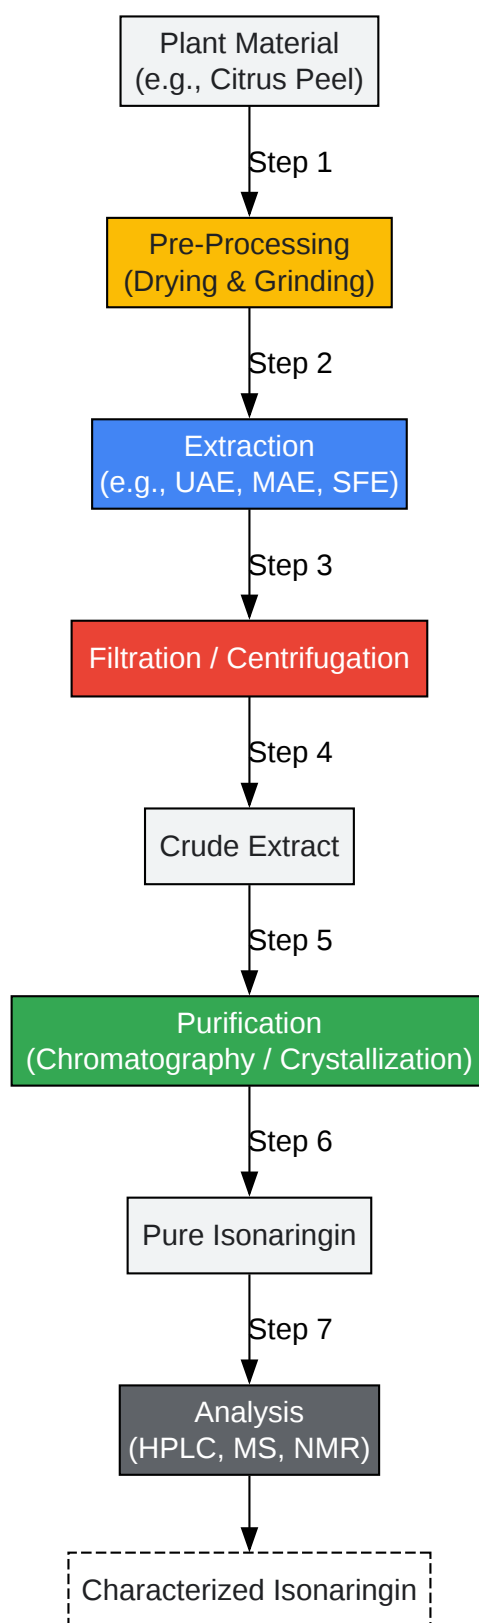 Plant Material
(e.g., Citrus Peel)
Step 1
Pre-Processing
(Drying & Grinding)
Step 2
Extraction
(e.g., UAE, MAE, SFE)
Step 3
Filtration / Centrifugation
Step 4
Crude Extract
Step 5
Purification
(Chromatography / Crystallization)
Step 6
Pure Isonaringin
Step 7
Analysis
(HPLC, MS, NMR)
Characterized Isonaringin